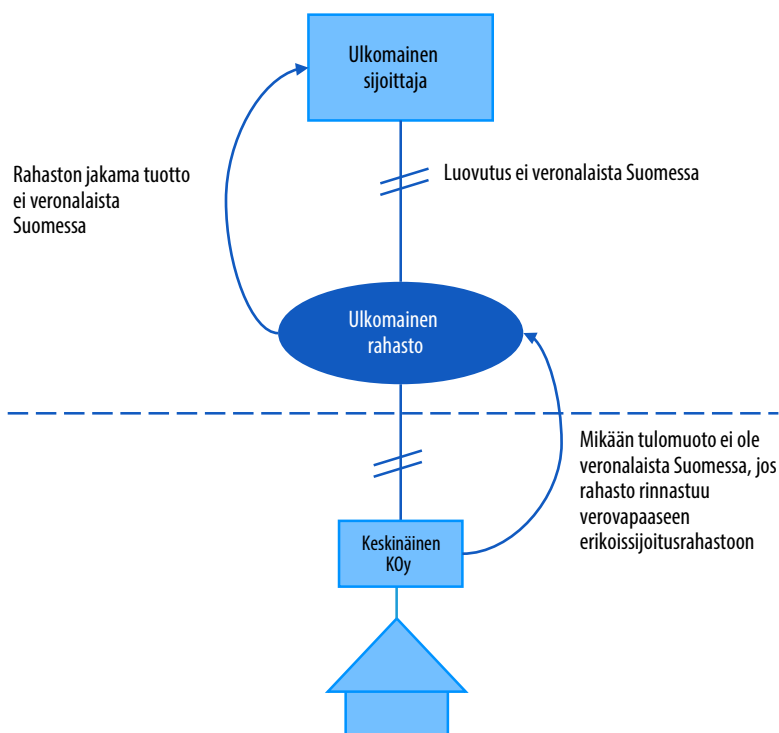 Ulkomainen
sijoittaja
Rahaston jakama tuotto
ei veronalaista
Suomessa
Luovutus ei veronalaista Suomessa
Ulkomainen
rahasto
Mikään tulomuoto ei ole
veronalaista Suomessa, jos
rahasto rinnastuu
verovapaaseen
erikoissijoitusrahastoon
Keskinäinen
KOy